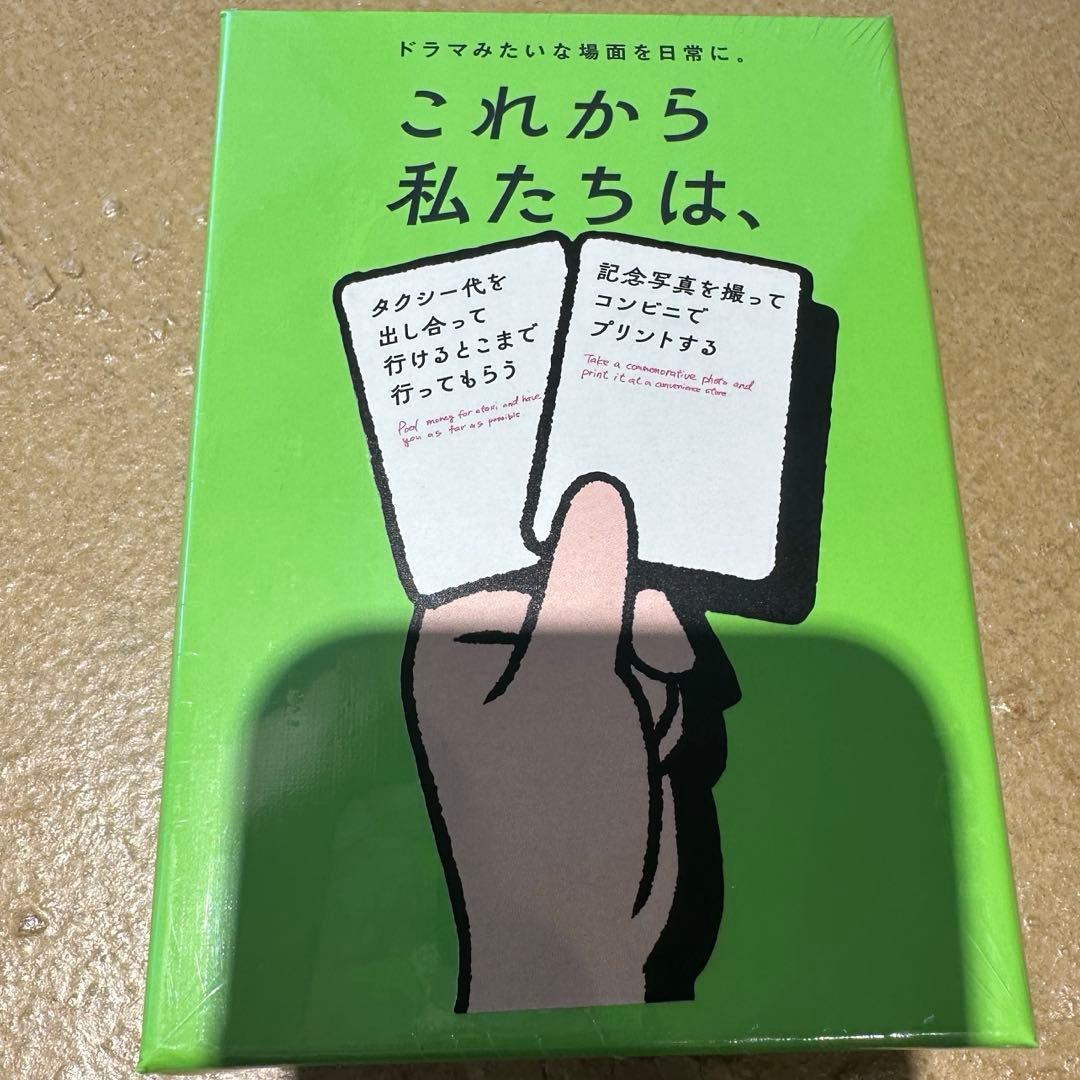 ドラマみたいな場面を日常に。
これから
私たちは、
タクシー代を
出し合って
行けるとこまで
行ってもらう
Pool money for a taxi and have
you as far as possible
記念写真を撮って
コンビニで
プリントする
Take a commemorative photo and
print it at a convenience store